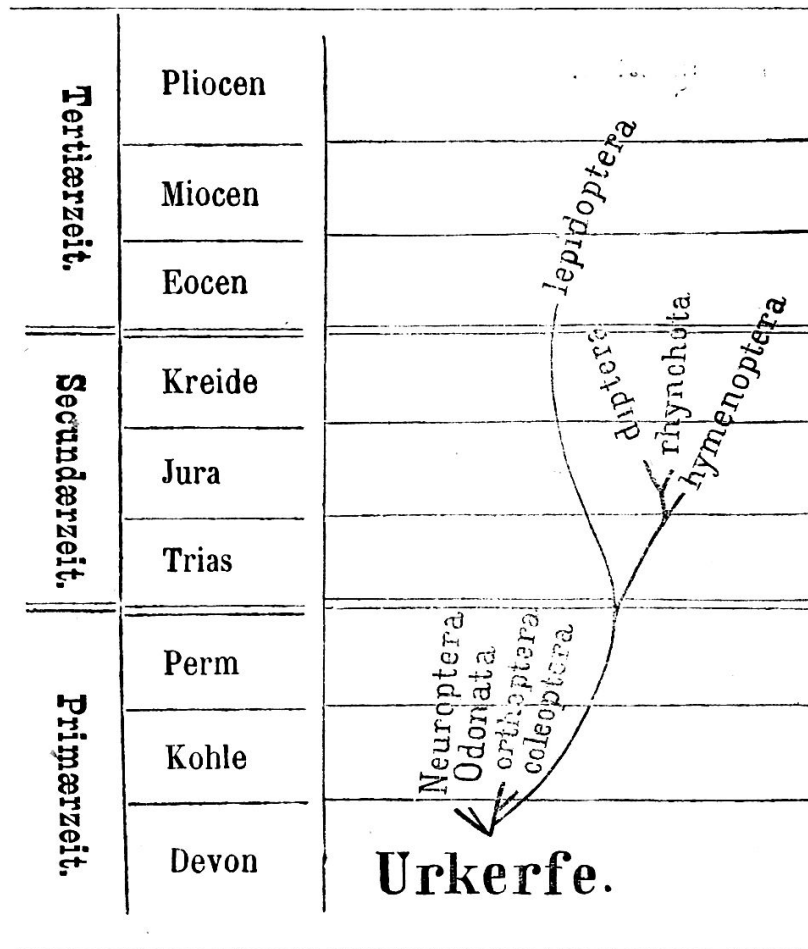 Tertiærzeit.
Pliocen
Miocen
Eocen
Secundærzeit.
Kreide
Jura
Trias
Primærzeit.
Perm
Kohle
Devon
lepidoptera
diptera
rhynchota
hymenoptera
Neuroptera
Odonata
orthoptera
coleoptera
Urkerfe.